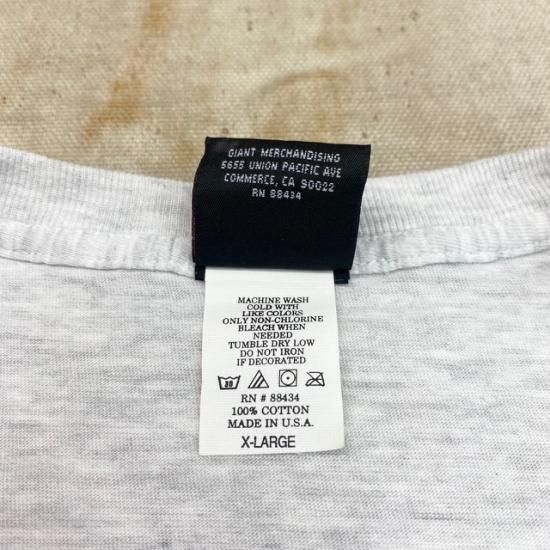 GIANT MERCHANDISING
5655 UNION PACIFIC AVE
COMMERCE, CA 90022
RN 88434
MACHINE WASH
COLD WITH
LIKE COLORS
ONLY NON-CHLORINE
BLEACH WHEN
NEEDED
TUMBLE DRY LOW
DO NOT IRON
IF DECORATED
30
RN # 88434
100% COTTON
MADE IN U.S.A.
X-LARGE